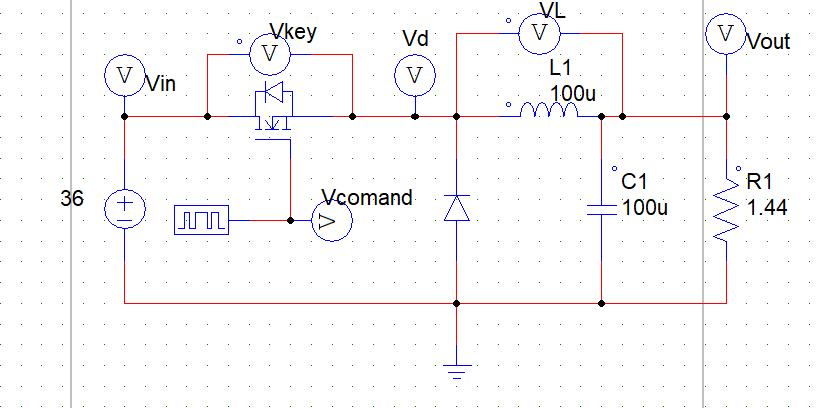 VL
Vkey
Vd
V
V
V
V
V
Vin
Vout
L1
100u
36
+
Vcomand
V
C1
100u
R1
1.44